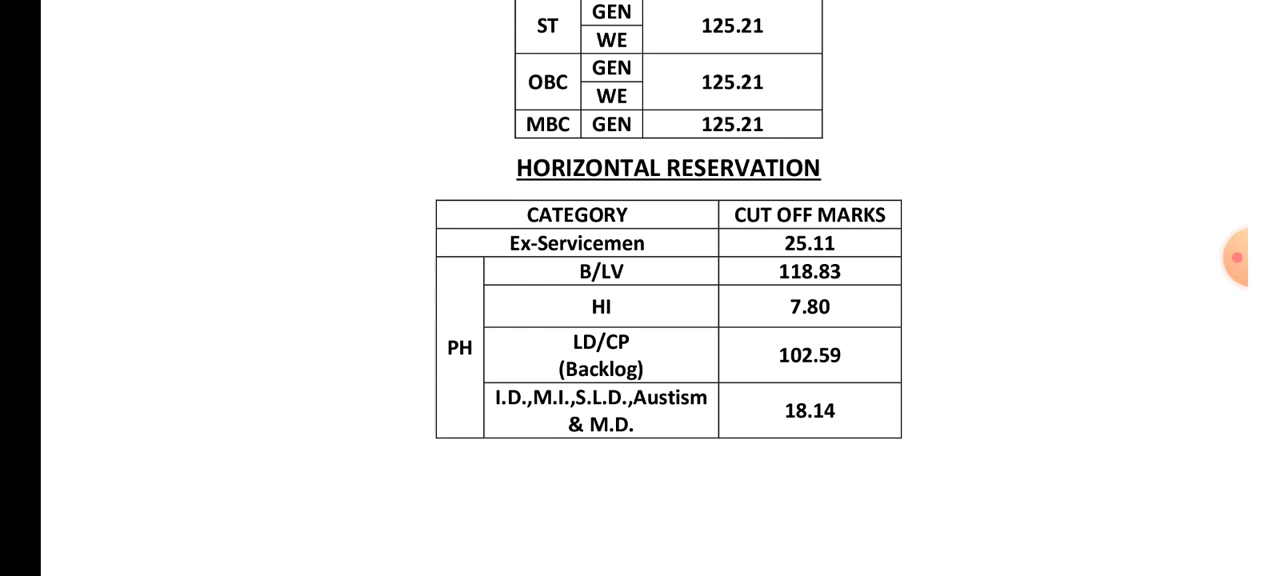 GEN
ST 125.21
WE
GEN
OBC 125.21
WE
MBC GEN 125.21
HORIZONTAL RESERVATION
CATEGORY CUT OFF MARKS
Ex-Servicemen 25.11
B/LV 118.83
HI 7.80
PH
LD/CP
(Backlog) 102.59
I.D.,M.I.,S.L.D.,Austism
& M.D. 18.14